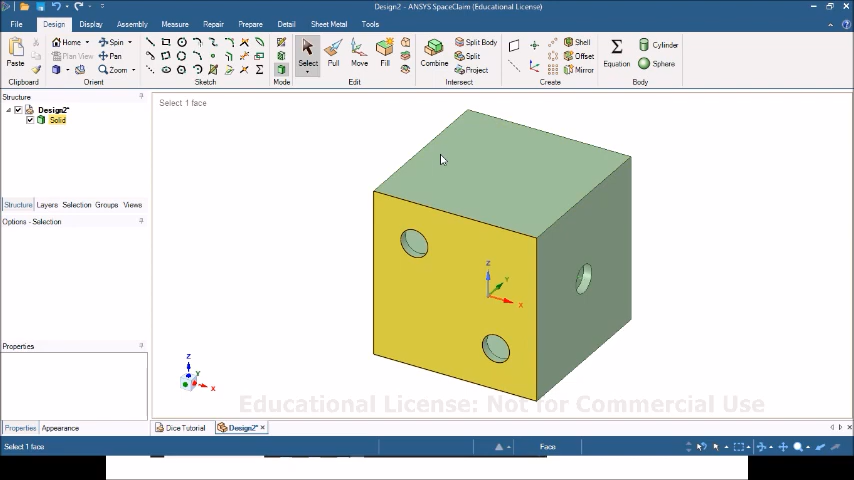 Design2* - ANSYS SpaceClaim (Educational License)
File Design Display Assembly Measure Repair Prepare Detail Sheet Metal Tools
Paste
Home
Plan View
Spin
Pan
Zoom
Select
Pull
Move
Fill
Combine
Split Body
Split
Project
Shell
Offset
Mirror
Equation
Cylinder
Sphere
Clipboard Orient Sketch Mode Edit Intersect Create Body
Structure
Design2*
Solid
Select 1 face
Structure Layers Selection Groups Views
Options - Selection
Z
Y
X
Properties
Z
Y
X
Educational License: Not for Commercial Use
Properties Appearance
Dice Tutorial Design2*
Select 1 face
Face